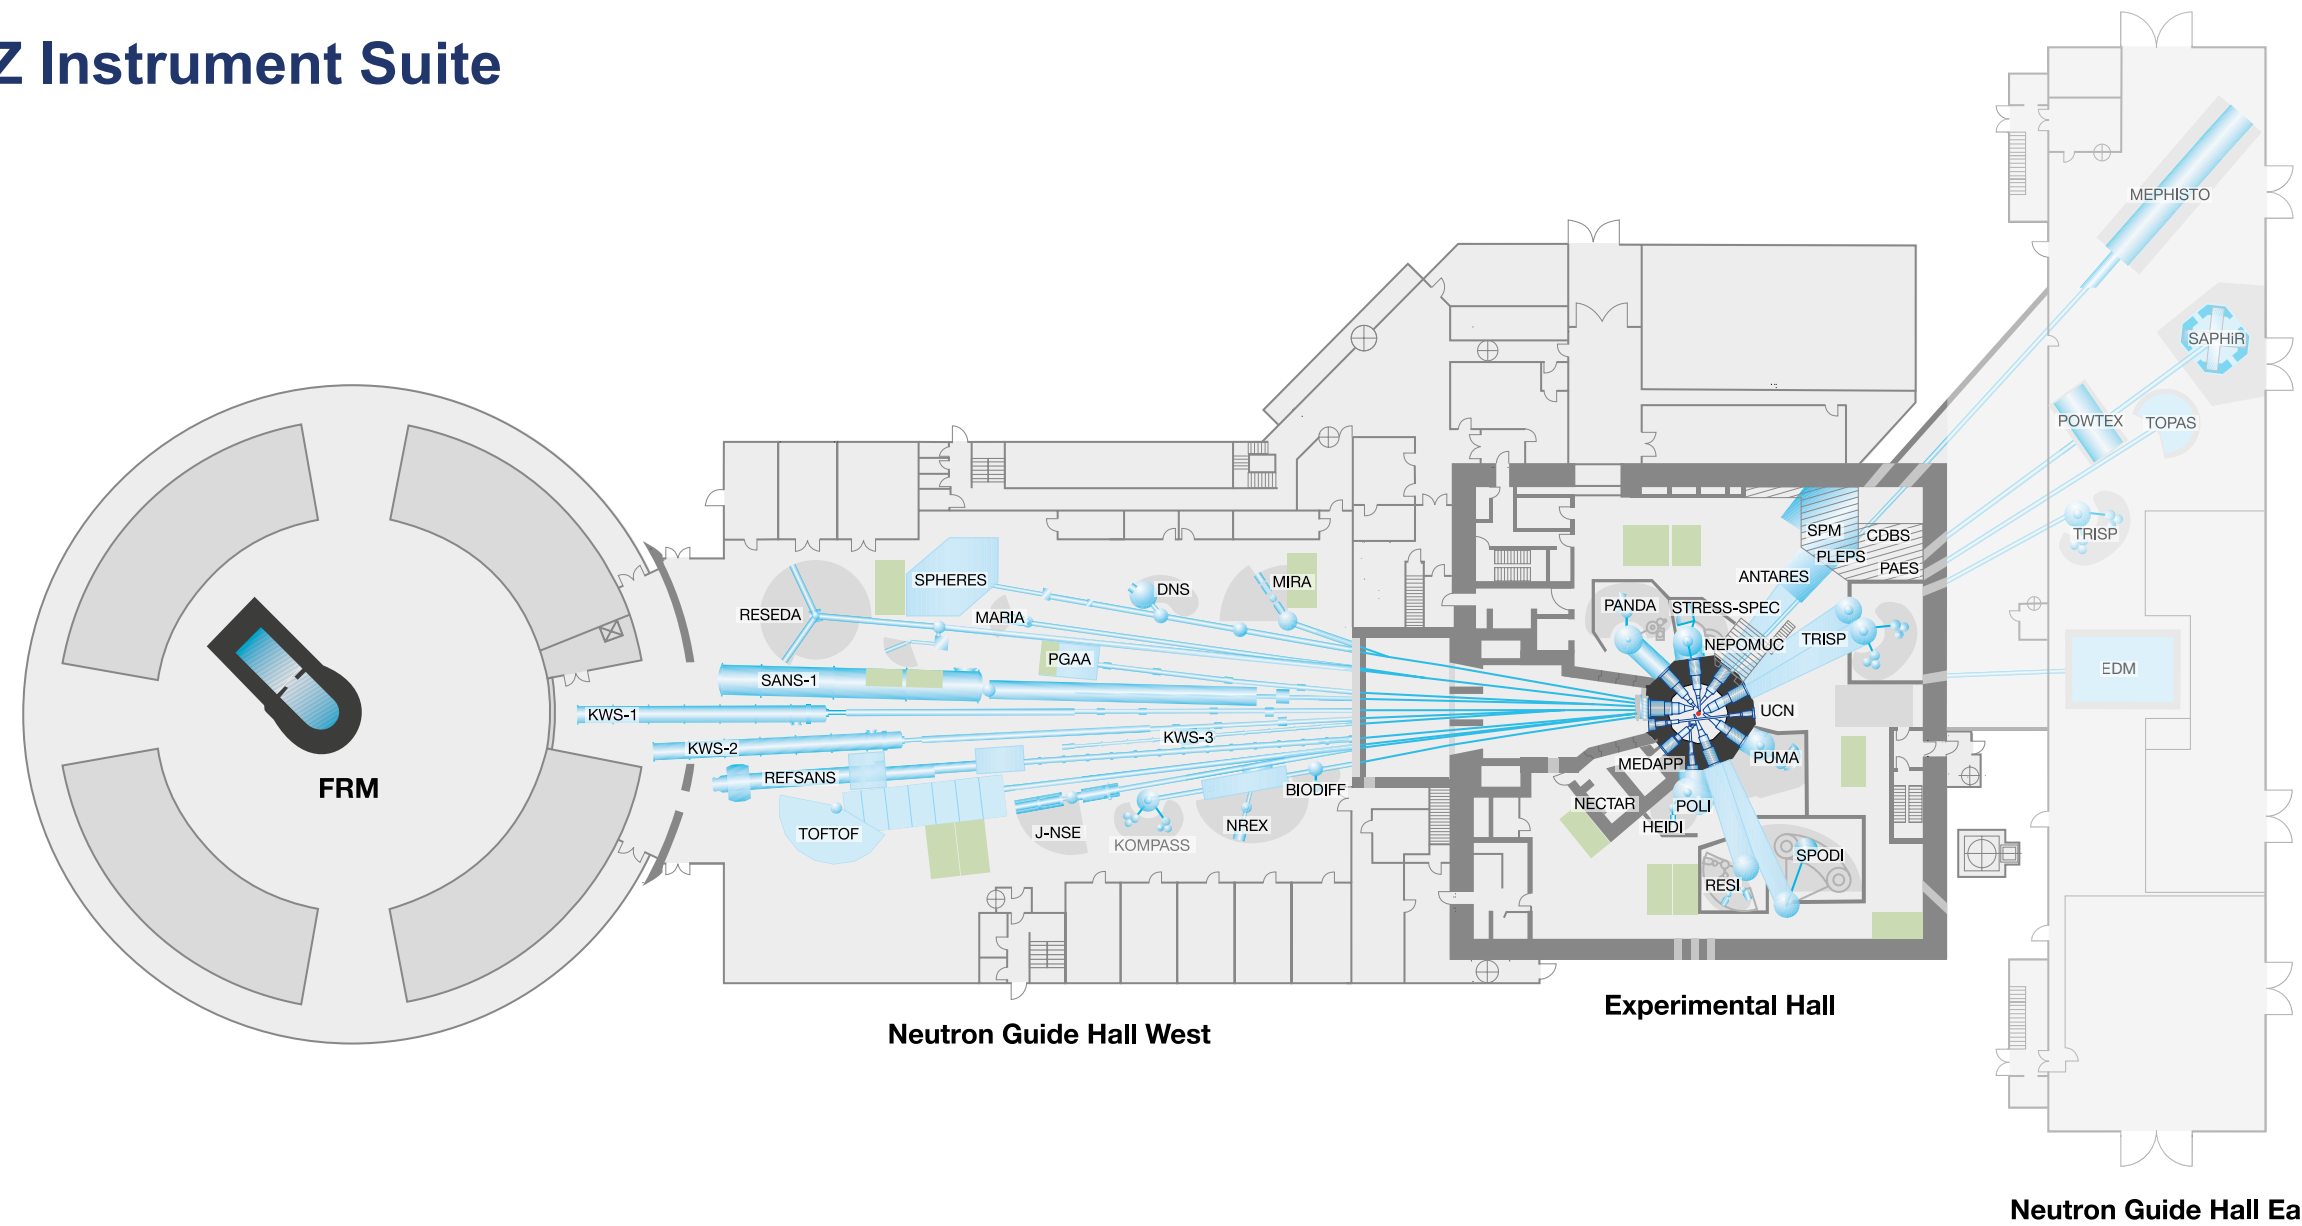 Z Instrument Suite
MEPHISTO
SAPHiR
POWTEX
TOPAS
TRISP
EDM
SPM
CDBS
PLEPS
PAES
ANTARES
PANDA
STRESS-SPEC
NEPOMUC
TRISP
UCN
MEDAPP
PUMA
NECTAR
POLI
HEIDI
SPODI
RESI
SPHERES
DNS
MIRA
RESEDA
MARIA
PGAA
SANS-1
KWS-1
KWS-2
KWS-3
REFSANS
BIODIFF
TOFTOF
J-NSE
KOMPASS
NREX
FRM
Experimental Hall
Neutron Guide Hall West
Neutron Guide Hall Ea